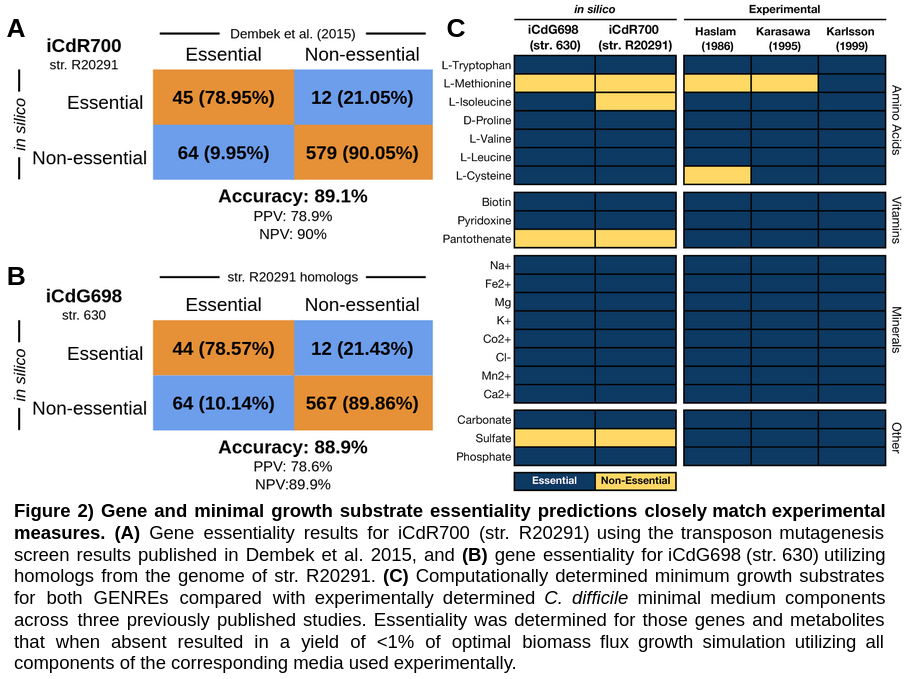 A
Dembek et al. (2015)
iCdR700
str. R20291
Essential
Non-essential
in silico
Essential
45 (78.95%)
12 (21.05%)
Non-essential
64 (9.95%)
579 (90.05%)
Accuracy: 89.1%
PPV: 78.9%
NPV: 90%
B
str. R20291 homologs
iCdG698
str. 630
Essential
Non-essential
in silico
Essential
44 (78.57%)
12 (21.43%)
Non-essential
64 (10.14%)
567 (89.86%)
Accuracy: 88.9%
PPV: 78.6%
NPV:89.9%
C
in silico
Experimental
iCdG698
(str. 630)
iCdR700
(str. R20291)
Haslam
(1986)
Karasawa
(1995)
Karlsson
(1999)
L-Tryptophan
L-Methionine
L-Isoleucine
D-Proline
L-Valine
L-Leucine
L-Cysteine
Amino Acids
Biotin
Pyridoxine
Pantothenate
Vitamins
Na+
Fe2+
Mg
K+
Co2+
Cl-
Mn2+
Ca2+
Minerals
Carbonate
Sulfate
Phosphate
Other
Essential
Non-Essential
Figure 2) Gene and minimal growth substrate essentiality predictions closely match experimental
measures. (A) Gene essentiality results for iCdR700 (str. R20291) using the transposon mutagenesis
screen results published in Dembek et al. 2015, and (B) gene essentiality for iCdG698 (str. 630) utilizing
homologs from the genome of str. R20291. (C) Computationally determined minimum growth substrates
for both GENREs compared with experimentally determined C. difficile minimal medium components
across three previously published studies. Essentiality was determined for those genes and metabolites
that when absent resulted in a yield of <1% of optimal biomass flux growth simulation utilizing all
components of the corresponding media used experimentally.